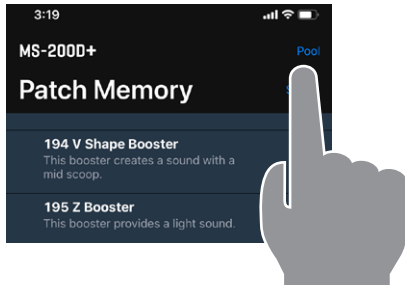 3:19
MS-200D+
Pool
Patch Memory
194 V Shape Booster
This booster creates a sound with a
mid scoop.
195 Z Booster
This booster provides a light sound.